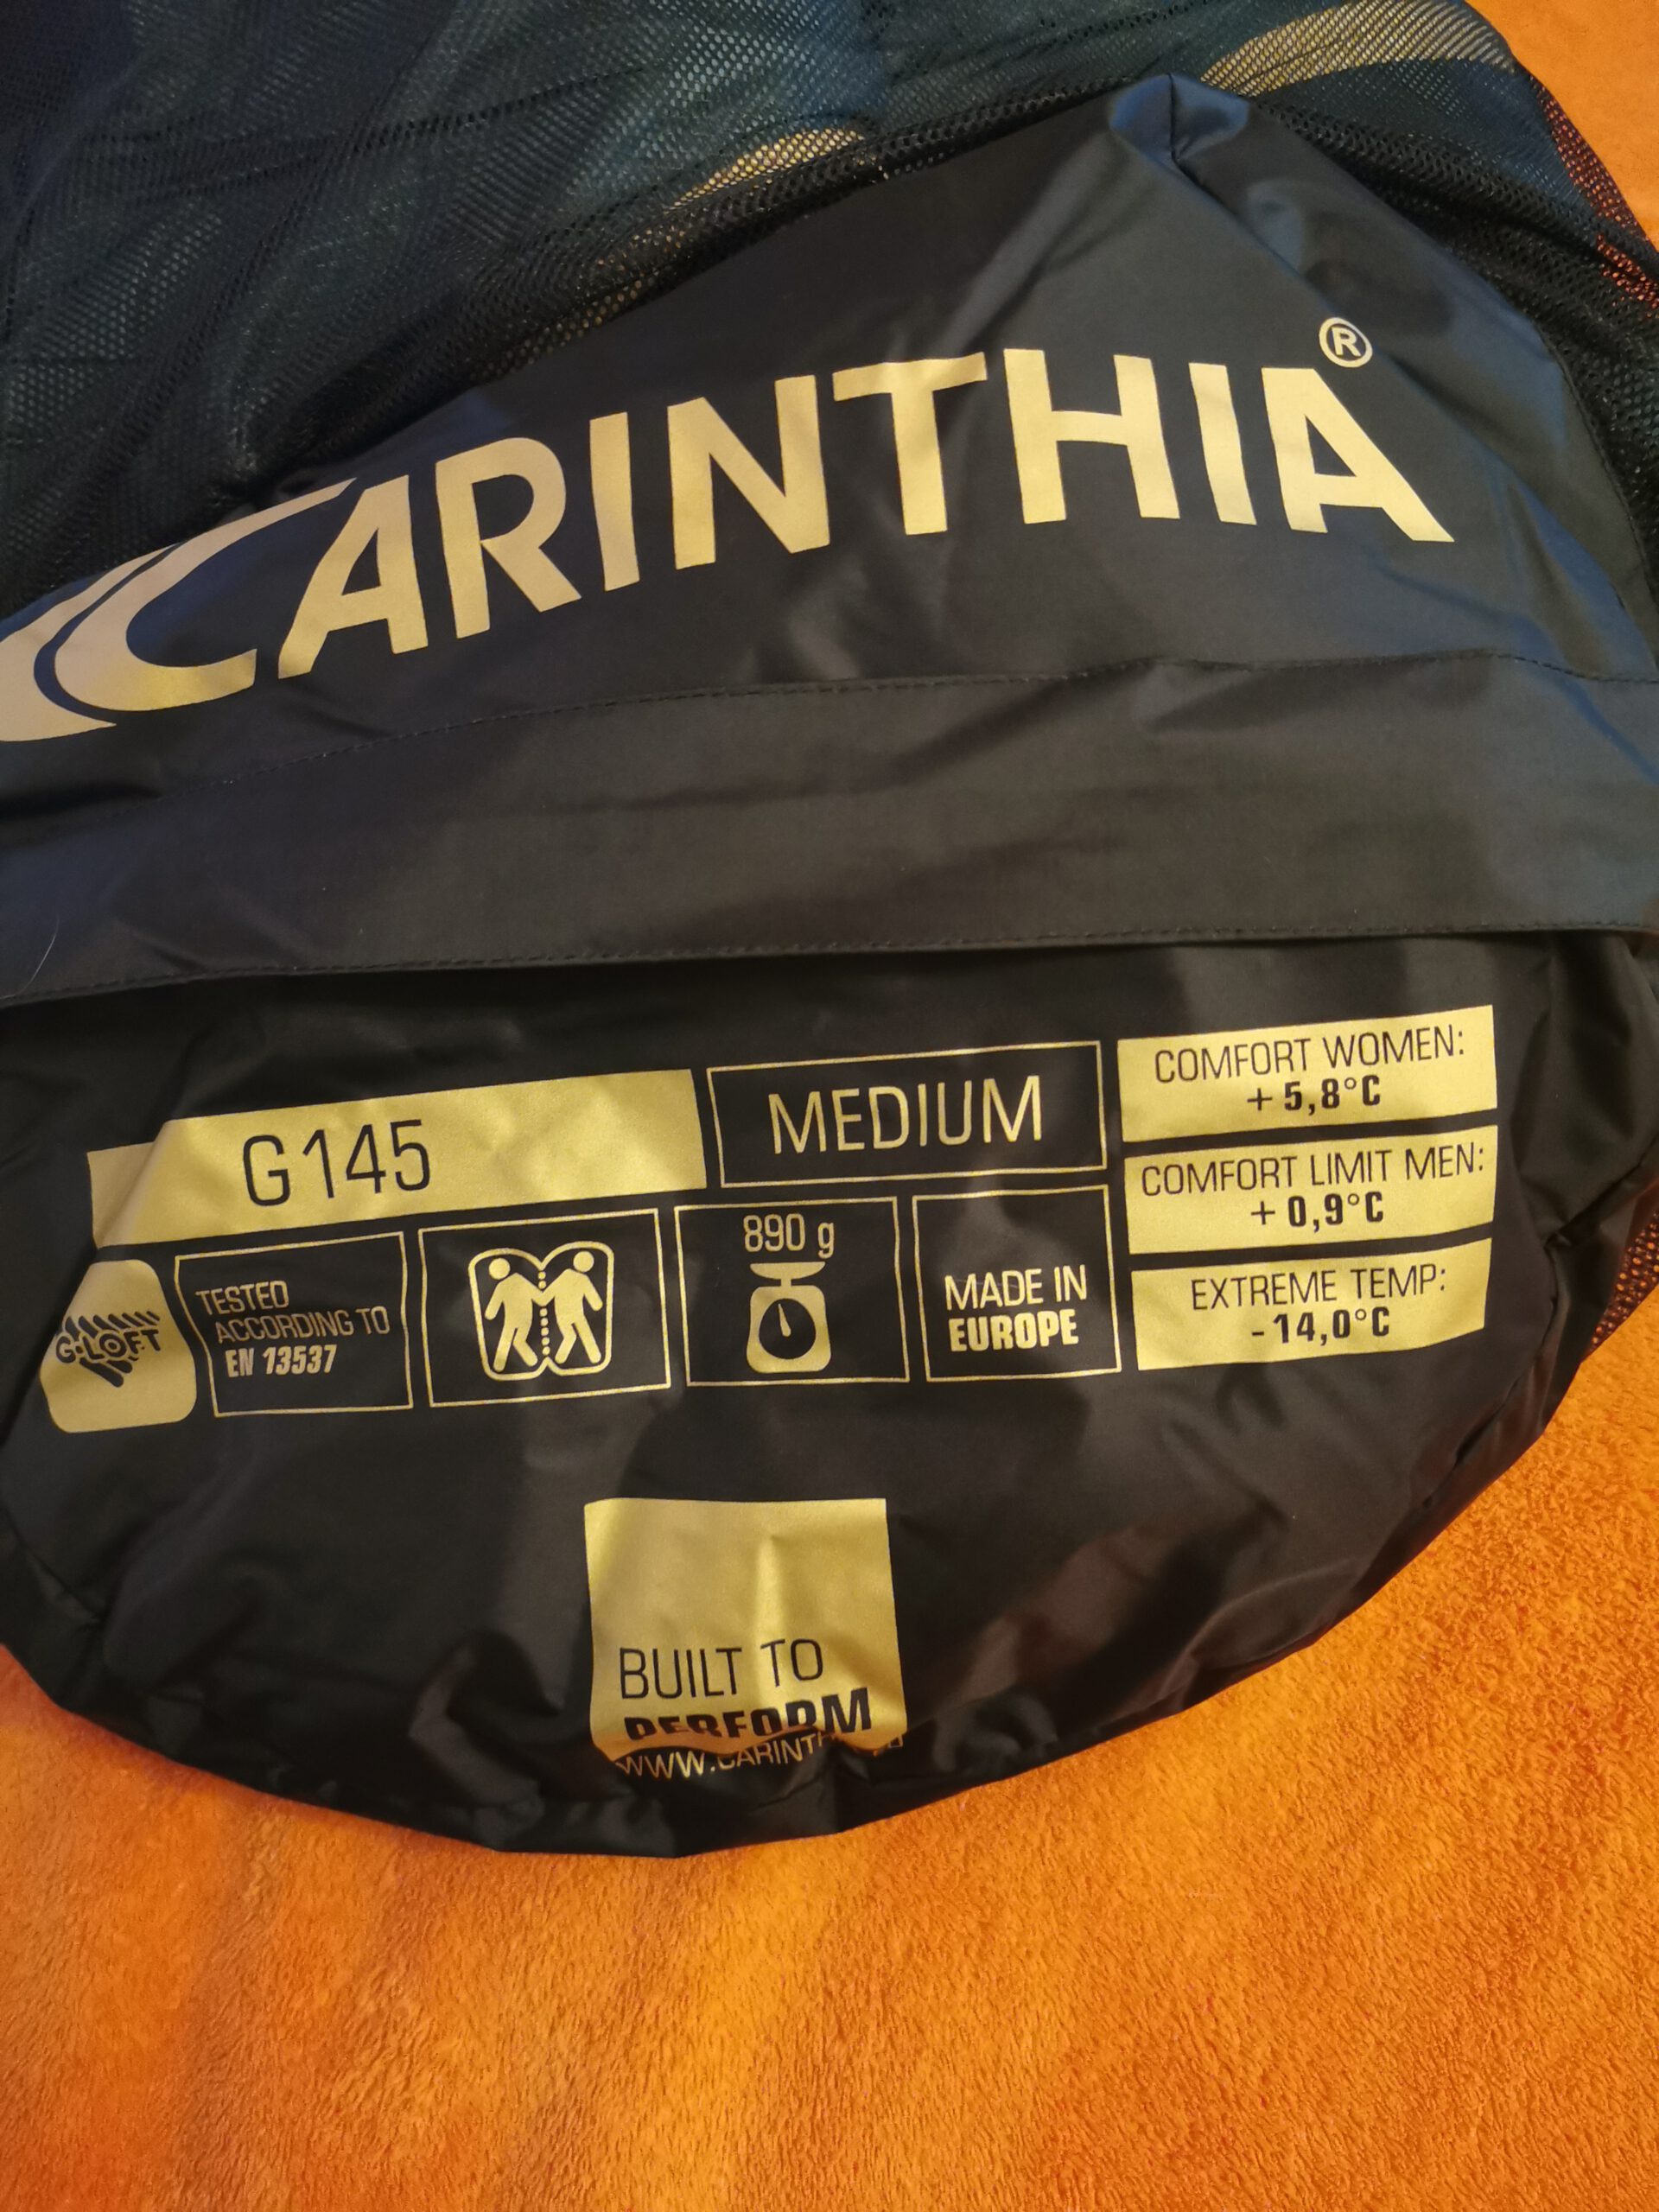 CARINTHIA®
G145
MEDIUM
COMFORT WOMEN:
+5,8°C
COMFORT LIMIT MEN:
+0,9°C
EXTREME TEMP:
-14,0°C
G-LOFT
TESTED
ACCORDING TO
EN 13537
890 g
MADE IN
EUROPE
BUILT TO
PERFORM